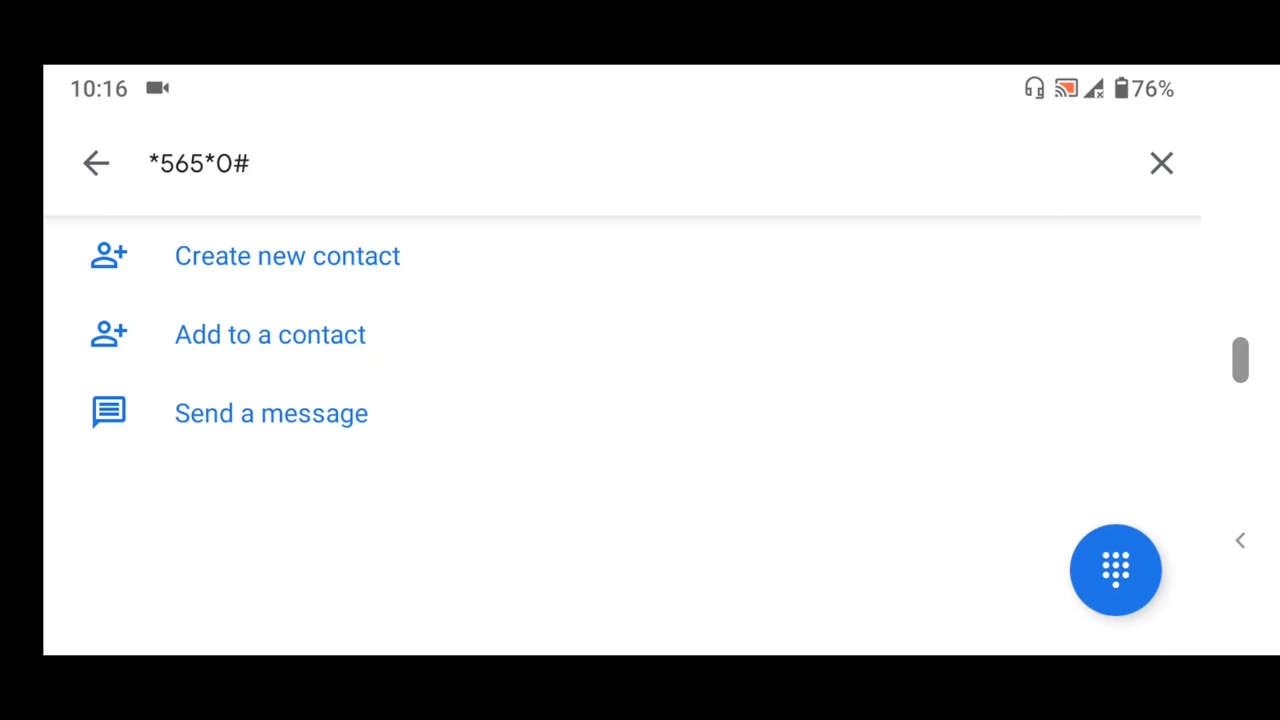 10:16 76%
*565*0#
Create new contact
Add to a contact
Send a message